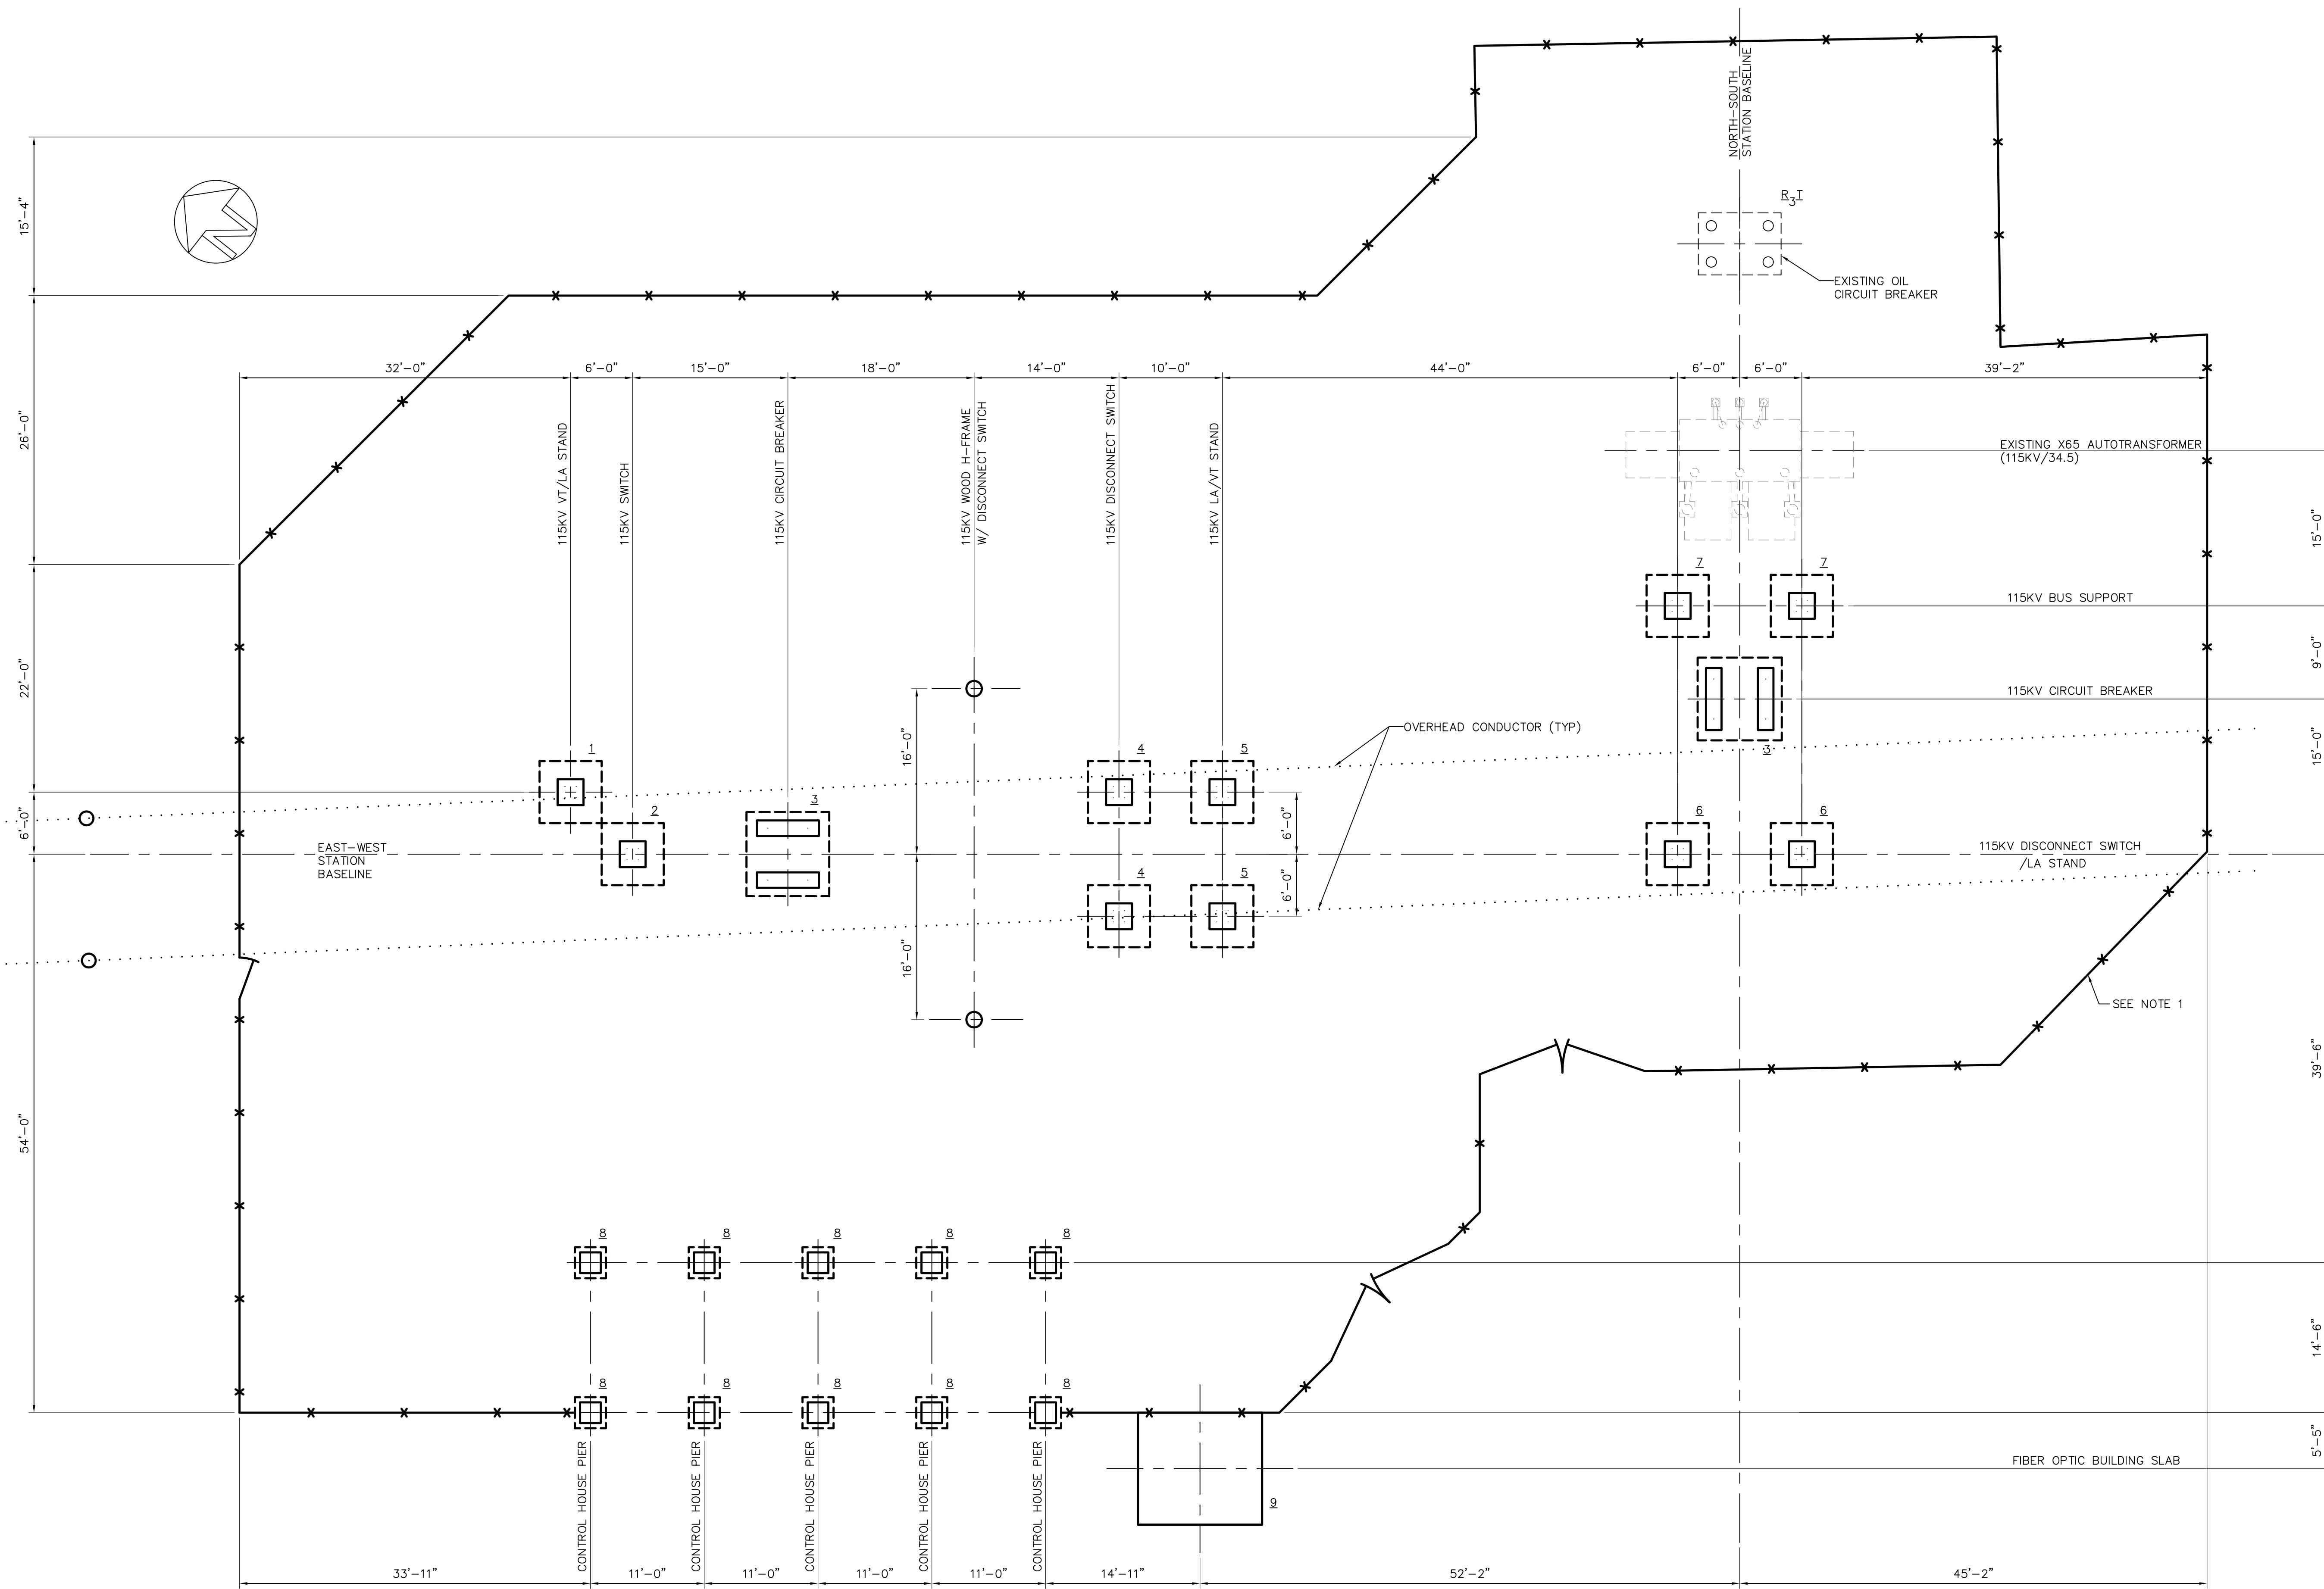 NORTH-SOUTH
STATION BASELINE
15'-4"
R3T
EXISTING OIL
CIRCUIT BREAKER
32'-0"
6'-0"
15'-0"
18'-0"
14'-0"
10'-0"
44'-0"
6'-0"
6'-0"
39'-2"
26'-0"
115KV VT/LA STAND
115KV SWITCH
115KV CIRCUIT BREAKER
115KV WOOD H-FRAME
W/ DISCONNECT SWITCH
115KV DISCONNECT SWITCH
115KV LA/VT STAND
EXISTING X65 AUTOTRANSFORMER
(115KV/34.5)
15'-0"
7
7
115KV BUS SUPPORT
22'-0"
9'-0"
115KV CIRCUIT BREAKER
16'-0"
OVERHEAD CONDUCTOR (TYP)
1
4
5
3
15'-0"
2
3
6
6
6'-0"
6'-0"
EAST-WEST
STATION
BASELINE
115KV DISCONNECT SWITCH
/LA STAND
4
5
6'-0"
16'-0"
SEE NOTE 1
39'-6"
54'-0"
8
8
8
8
8
14'-6"
8
8
8
8
8
5'-5"
FIBER OPTIC BUILDING SLAB
9
CONTROL HOUSE PIER
CONTROL HOUSE PIER
CONTROL HOUSE PIER
CONTROL HOUSE PIER
CONTROL HOUSE PIER
33'-11"
11'-0"
11'-0"
11'-0"
11'-0"
14'-11"
52'-2"
45'-2"